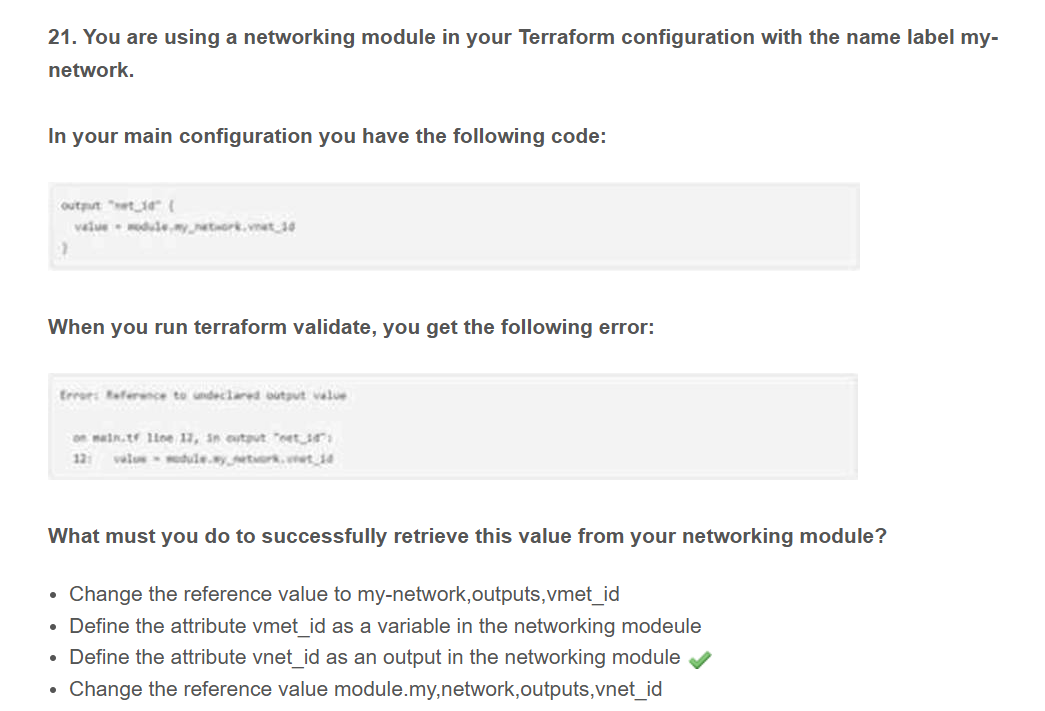 21. You are using a networking module in your Terraform configuration with the name label my-
network.
In your main configuration you have the following code:
output "net_id" {
value = module.my_network.vnet_id
}
When you run terraform validate, you get the following error:
Error: Reference to undeclared output value
on main.tf line 12, in output "net_id":
12: value = module.my_network.vnet_id
What must you do to successfully retrieve this value from your networking module?
• Change the reference value to my-network,outputs,vmet_id
• Define the attribute vmet_id as a variable in the networking modeule
• Define the attribute vnet_id as an output in the networking module
• Change the reference value module.my,network,outputs,vnet_id